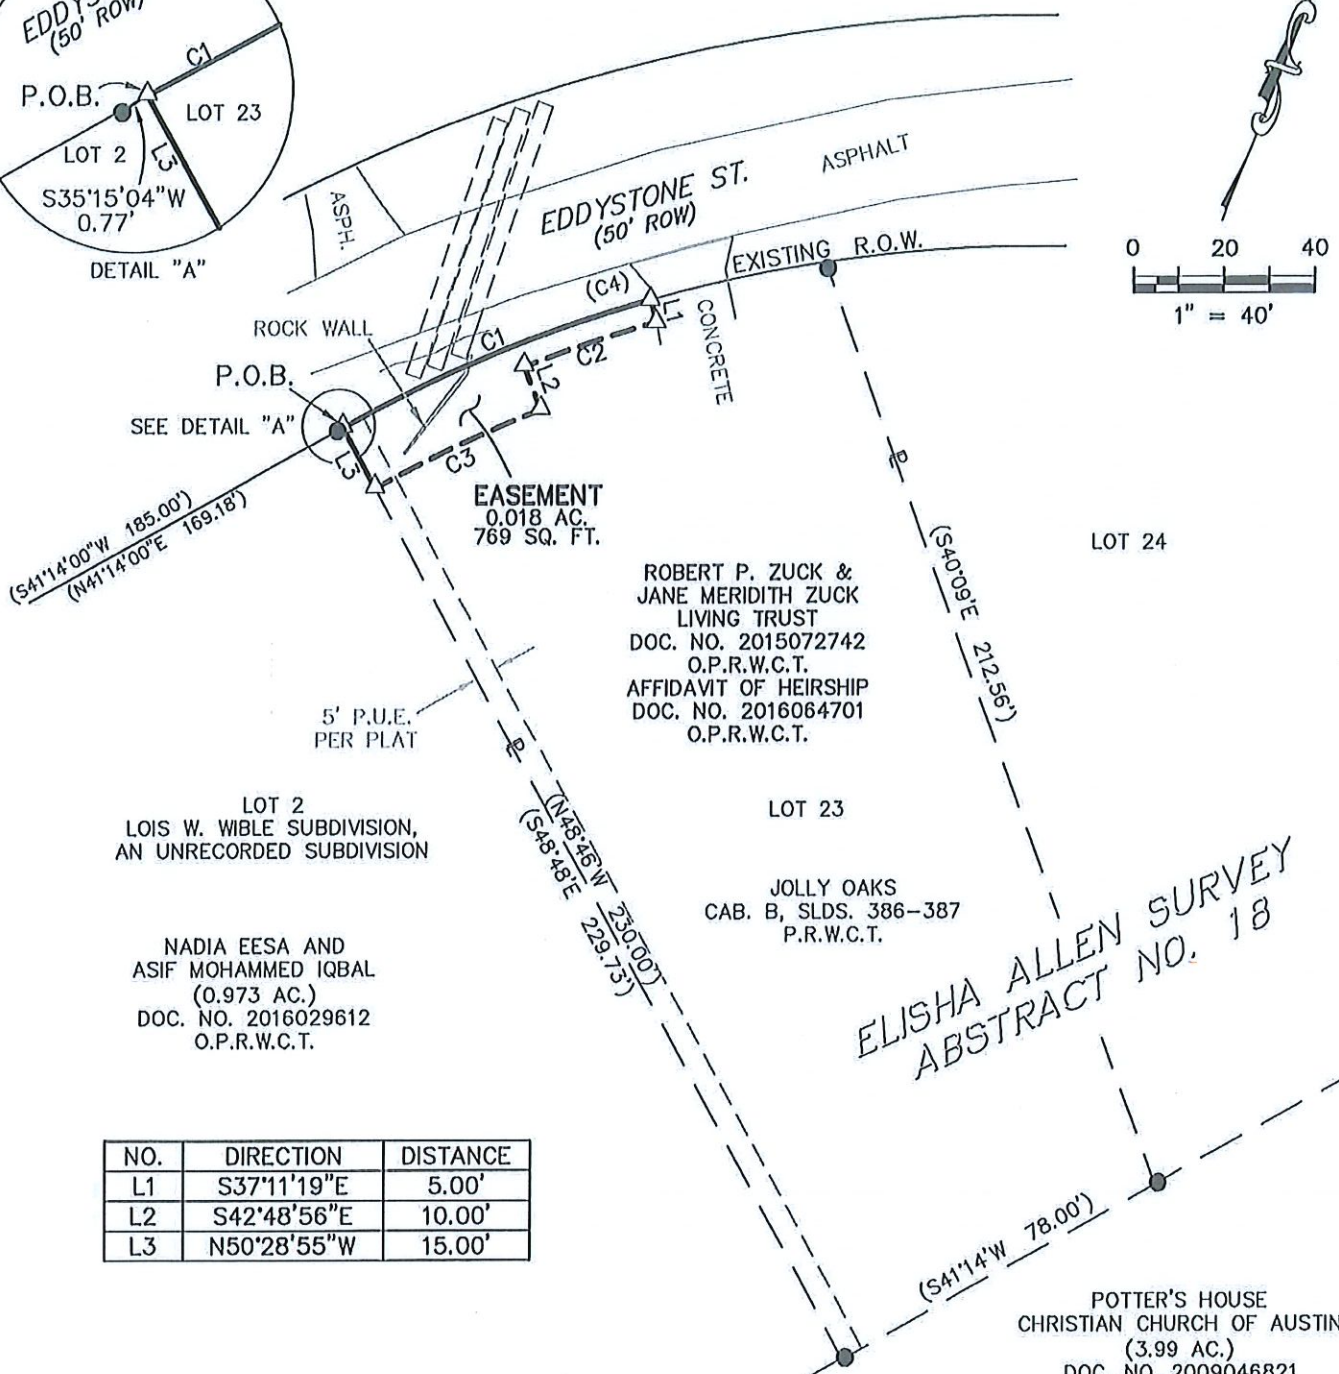 EDDYS
(50' ROW)
C1
P.O.B.
LOT 23
LOT 2
L3
S35°15'04"W
0.77'
DETAIL "A"
ASPH.
EDDYSTONE ST.
(50' ROW)
ASPHALT
EXISTING R.O.W.
0 20 40
1" = 40'
(C4)
L1
CONCRETE
ROCK WALL
C1
C2
L2
P.O.B.
SEE DETAIL "A"
L3
C3
EASEMENT
0.018 AC.
769 SQ. FT.
(S41°14'00"W 185.00')
(N41°14'00"E 169.18')
(S40°09'E 212.56')
LOT 24
ROBERT P. ZUCK &
JANE MERIDITH ZUCK
LIVING TRUST
DOC. NO. 2015072742
O.P.R.W.C.T.
AFFIDAVIT OF HEIRSHIP
DOC. NO. 2016064701
O.P.R.W.C.T.
5' P.U.E.
PER PLAT
LOT 2
LOIS W. WIBLE SUBDIVISION,
AN UNRECORDED SUBDIVISION
(N48°46'W 230.00')
(S48°48'E 229.73')
LOT 23
JOLLY OAKS
CAB. B, SLDS. 386-387
P.R.W.C.T.
NADIA EESA AND
ASIF MOHAMMED IQBAL
(0.973 AC.)
DOC. NO. 2016029612
O.P.R.W.C.T.
ELISHA ALLEN SURVEY
ABSTRACT NO. 18
NO. DIRECTION DISTANCE
L1 S37°11'19"E 5.00'
L2 S42°48'56"E 10.00'
L3 N50°28'55"W 15.00'
(S41°14'W 78.00')
POTTER'S HOUSE
CHRISTIAN CHURCH OF AUSTIN
(3.99 AC.)
DOC. NO. 2009046821